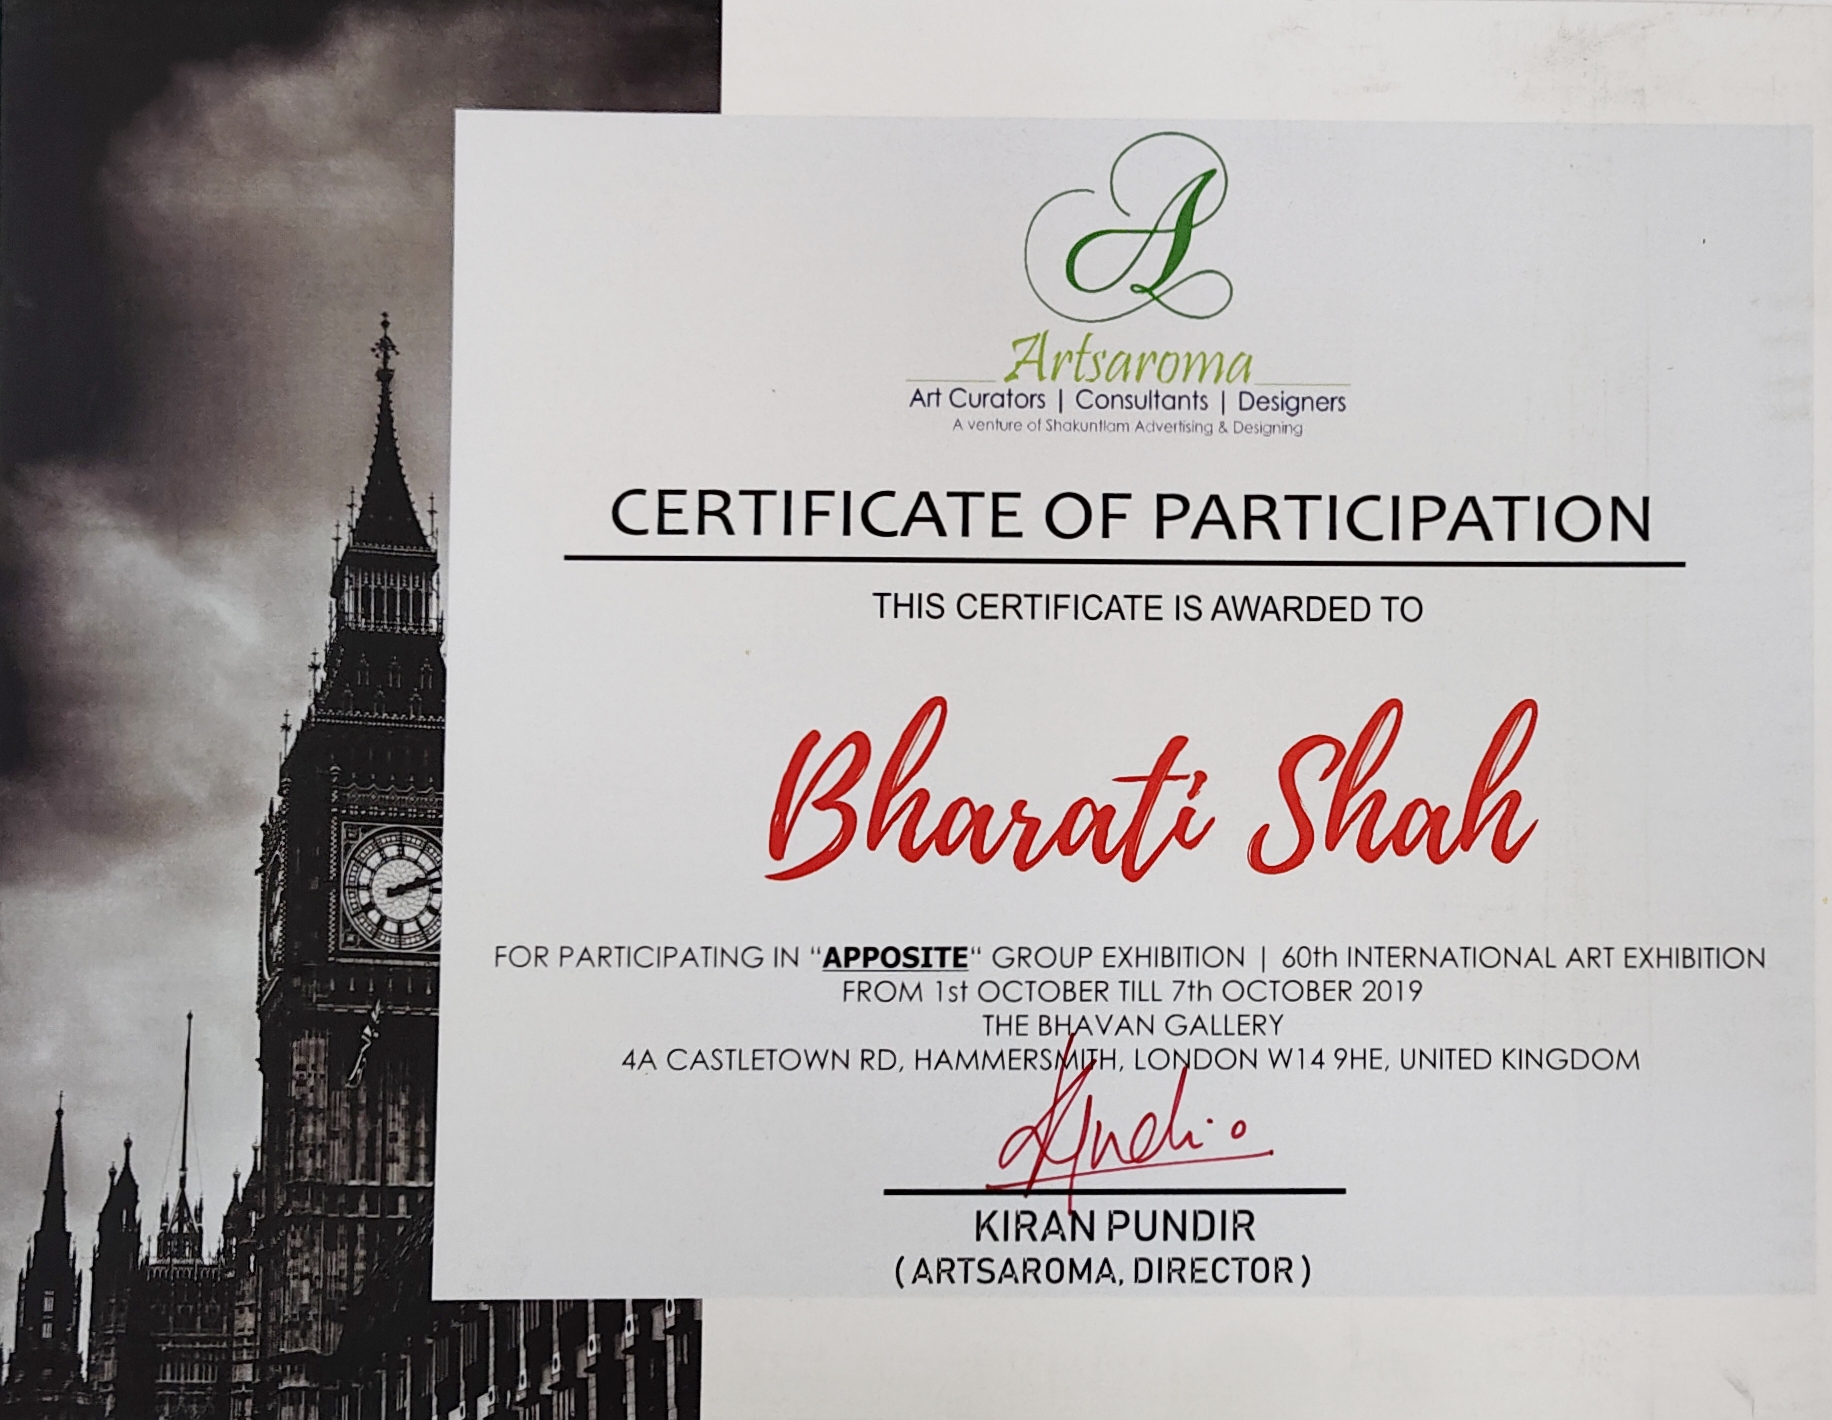 A
Artsaroma
Art Curators | Consultants | Designers
A venture of Shakuntlam Advertising & Designing
CERTIFICATE OF PARTICIPATION
THIS CERTIFICATE IS AWARDED TO
Bharati Shah
FOR PARTICIPATING IN “APPOSITE“ GROUP EXHIBITION | 60th INTERNATIONAL ART EXHIBITION
FROM 1st OCTOBER TILL 7th OCTOBER 2019
THE BHAVAN GALLERY
4A CASTLETOWN RD, HAMMERSMITH, LONDON W14 9HE, UNITED KINGDOM
KIRAN PUNDIR
(ARTSAROMA, DIRECTOR)